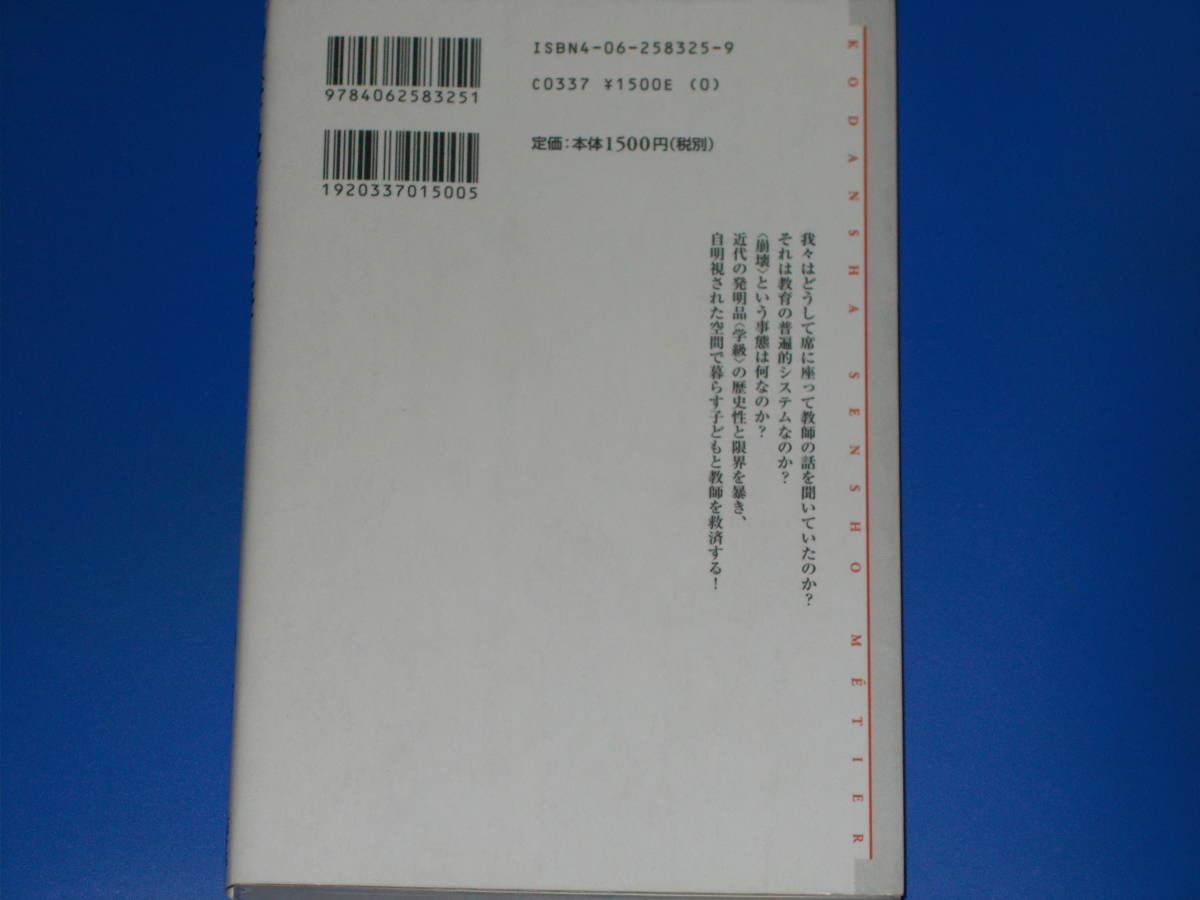 ISBN4-06-258325-9
9784062583251
C0337 ¥1500E (0)
定価:本体1500円(税別)
1920337015005
我々はどうして席に座って教師の話を聞いていたのか?
それは教育の普遍的システムなのか?
〈崩壊〉という事態は何なのか?
近代の発明品〈学級〉の歴史性と限界を暴き、
自明視された空間で暮らす子どもと教師を救済する!
KODANSHA SENSHO MÉTIER